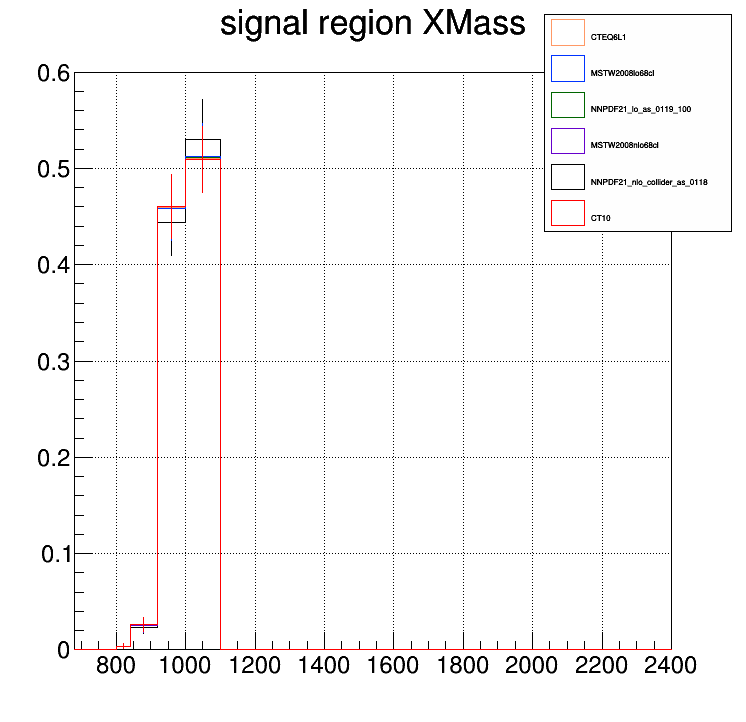 signal region XMass
CTEQ6L1
MSTW2008lo68cl
NNPDF21_lo_as_0119_100
MSTW2008nlo68cl
NNPDF21_nlo_collider_as_0118
CT10
0.6
0.5
0.4
0.3
0.2
0.1
0
800 1000 1200 1400 1600 1800 2000 2200 2400